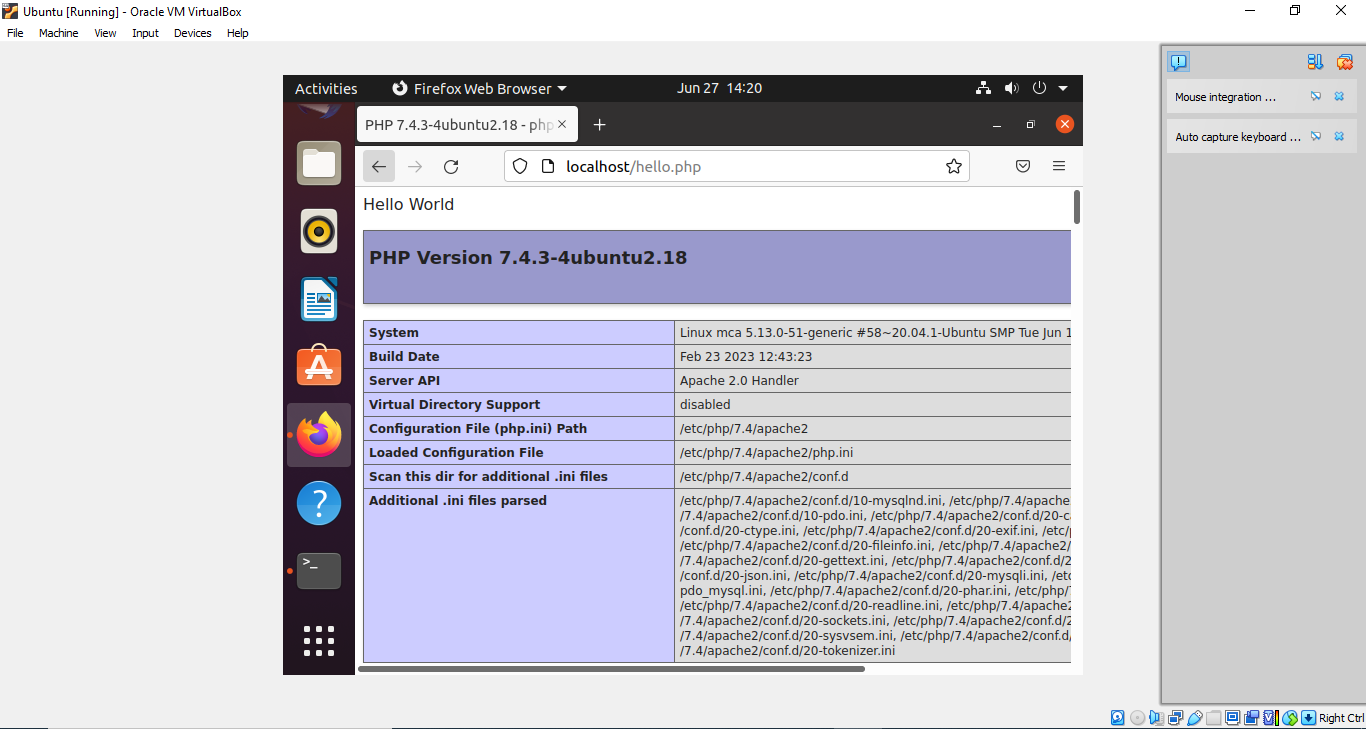 Ubuntu [Running] - Oracle VM VirtualBox
File Machine View Input Devices Help
Activities Firefox Web Browser Jun 27 14:20
PHP 7.4.3-4ubuntu2.18 - php
localhost/hello.php
Mouse integration ...
Auto capture keyboard ...
Hello World
PHP Version 7.4.3-4ubuntu2.18
System Linux mca 5.13.0-51-generic #58~20.04.1-Ubuntu SMP Tue Jun 1
Build Date Feb 23 2023 12:43:23
Server API Apache 2.0 Handler
Virtual Directory Support disabled
Configuration File (php.ini) Path /etc/php/7.4/apache2
Loaded Configuration File /etc/php/7.4/apache2/php.ini
Scan this dir for additional .ini files /etc/php/7.4/apache2/conf.d
Additional .ini files parsed /etc/php/7.4/apache2/conf.d/10-mysqlnd.ini, /etc/php/7.4/apache
/7.4/apache2/conf.d/10-pdo.ini, /etc/php/7.4/apache2/conf.d/20-c
/conf.d/20-ctype.ini, /etc/php/7.4/apache2/conf.d/20-exif.ini, /etc/
/etc/php/7.4/apache2/conf.d/20-fileinfo.ini, /etc/php/7.4/apache2/
/7.4/apache2/conf.d/20-gettext.ini, /etc/php/7.4/apache2/conf.d/2
/conf.d/20-json.ini, /etc/php/7.4/apache2/conf.d/20-mysqli.ini, /etc
pdo_mysql.ini, /etc/php/7.4/apache2/conf.d/20-phar.ini, /etc/php/
/etc/php/7.4/apache2/conf.d/20-readline.ini, /etc/php/7.4/apache2
/7.4/apache2/conf.d/20-sockets.ini, /etc/php/7.4/apache2/conf.d/2
/7.4/apache2/conf.d/20-sysvsem.ini, /etc/php/7.4/apache2/conf.d/
/7.4/apache2/conf.d/20-tokenizer.ini
Right Ctrl